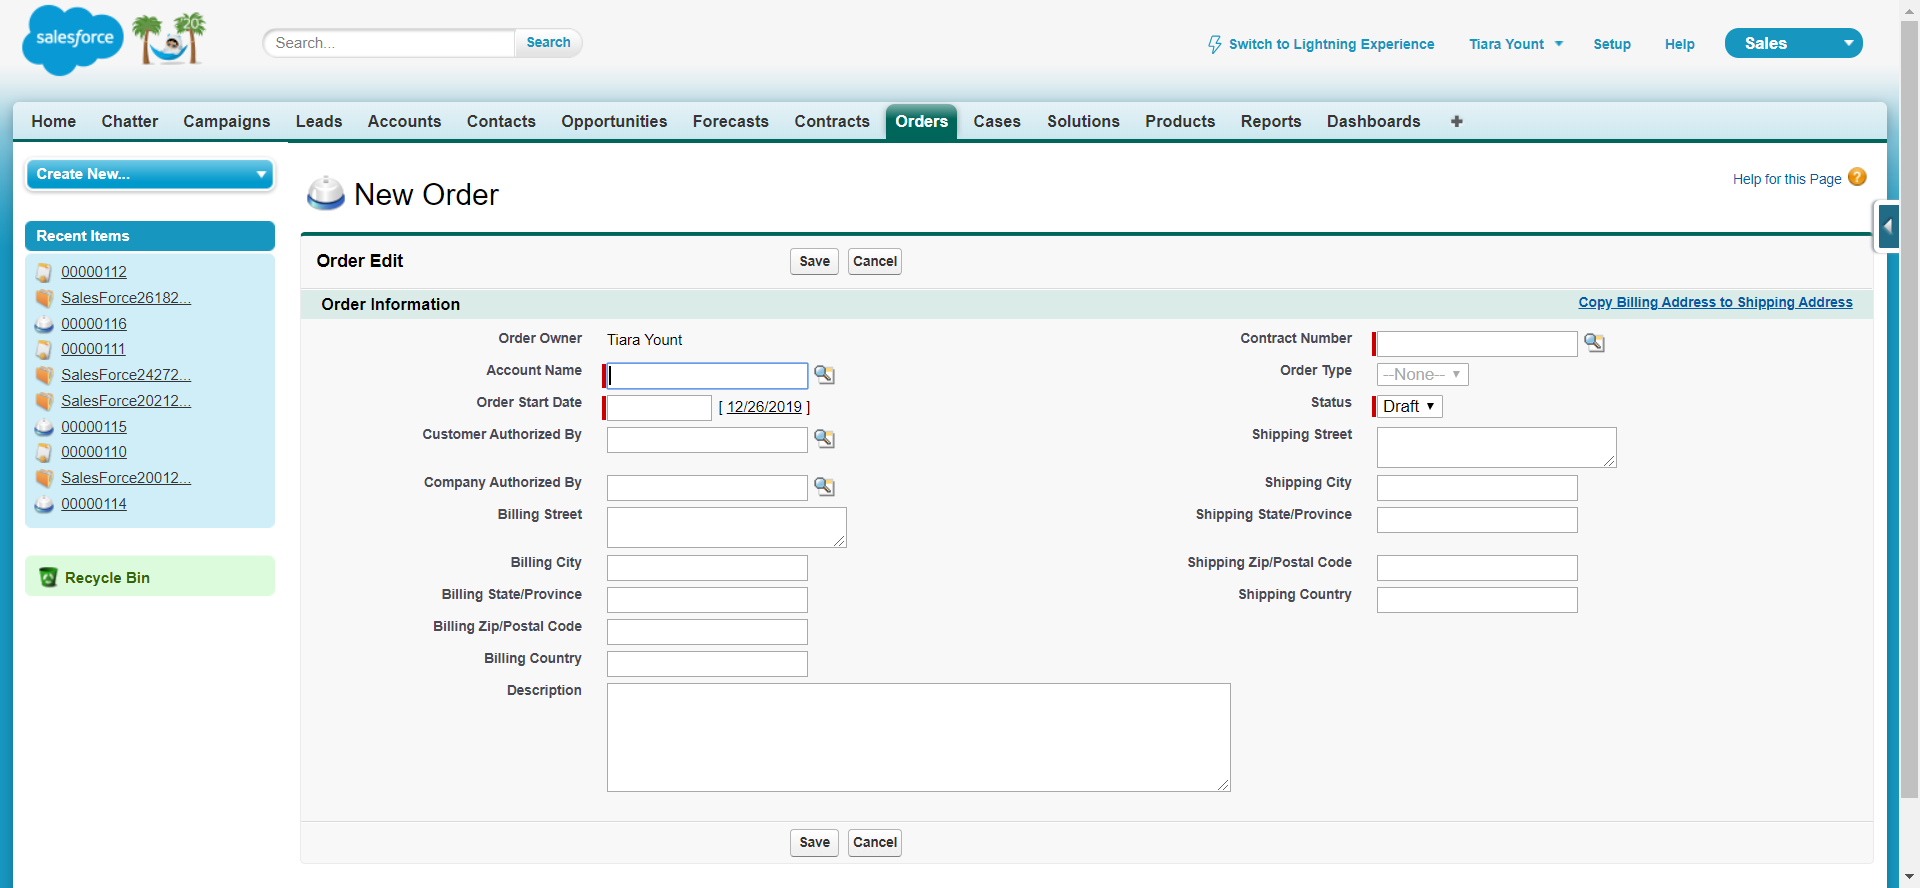 salesforce
20
Search...
Search
Switch to Lightning Experience
Tiara Yount
Setup
Help
Sales
Home
Chatter
Campaigns
Leads
Accounts
Contacts
Opportunities
Forecasts
Contracts
Orders
Cases
Solutions
Products
Reports
Dashboards
Create New...
Recent Items
00000112
SalesForce26182...
00000116
00000111
SalesForce24272...
SalesForce20212...
00000115
00000110
SalesForce20012...
00000114
Recycle Bin
New Order
Help for this Page
Order Edit
Save
Cancel
Order Information
Copy Billing Address to Shipping Address
Order Owner
Tiara Yount
Contract Number
Account Name
Order Type
--None--
Order Start Date
[ 12/26/2019 ]
Status
Draft
Customer Authorized By
Shipping Street
Company Authorized By
Shipping City
Billing Street
Shipping State/Province
Billing City
Shipping Zip/Postal Code
Billing State/Province
Shipping Country
Billing Zip/Postal Code
Billing Country
Description
Save
Cancel